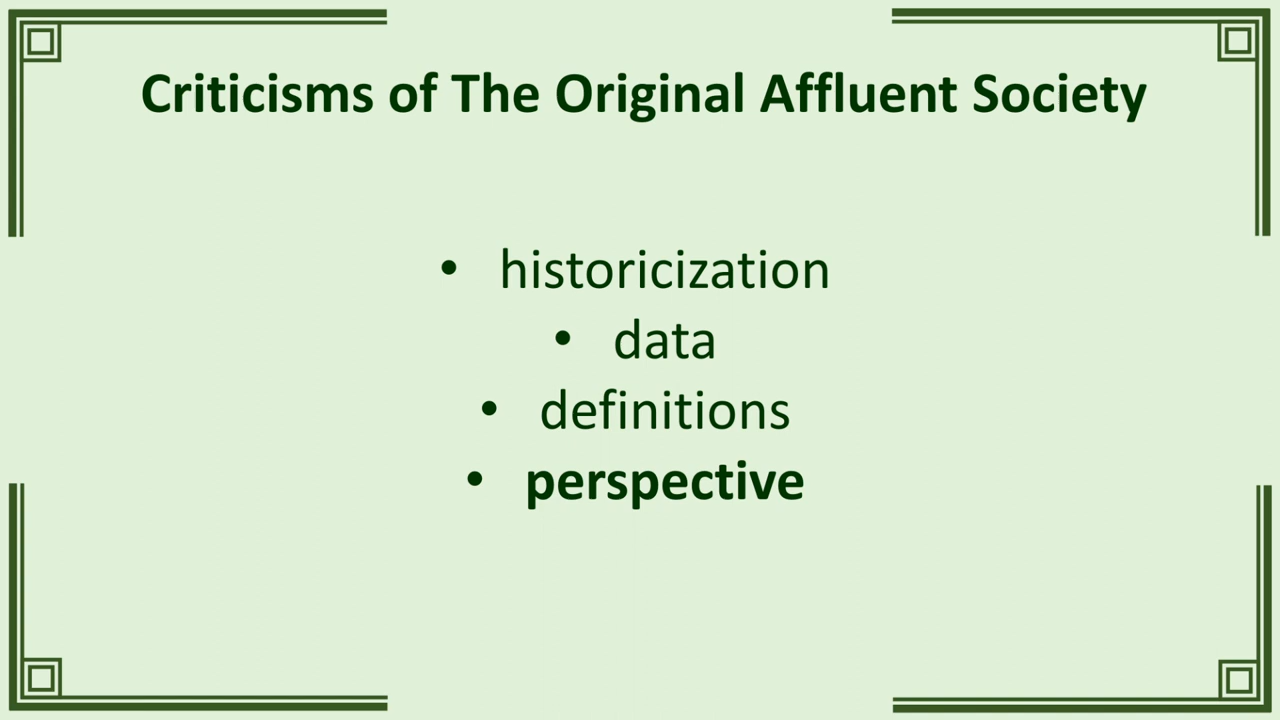 Criticisms of The Original Affluent Society
• historicization
• data
• definitions
• perspective